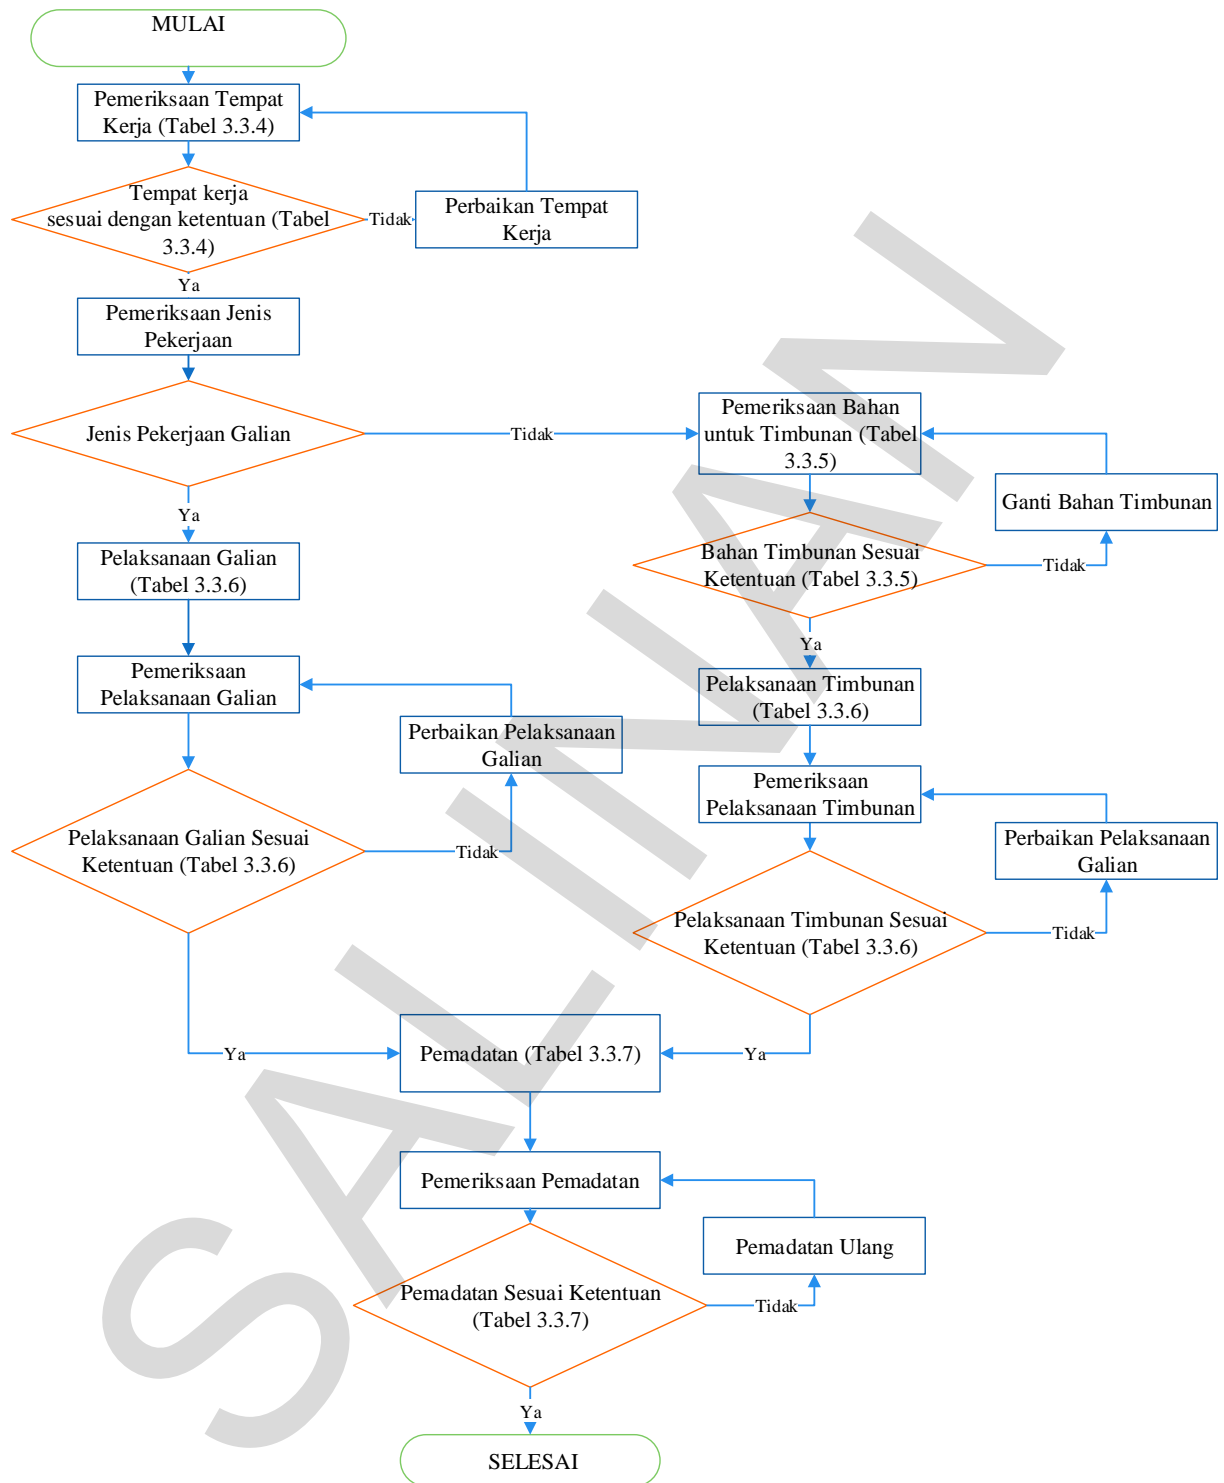 MULAI
Pemeriksaan Tempat
Kerja (Tabel 3.3.4)
Tempat kerja
sesuai dengan ketentuan (Tabel
3.3.4)
Tidak
Perbaikan Tempat
Kerja
Ya
Pemeriksaan Jenis
Pekerjaan
Jenis Pekerjaan Galian
Tidak
Pemeriksaan Bahan
untuk Timbunan (Tabel
3.3.5)
Ganti Bahan Timbunan
Ya
Bahan Timbunan Sesuai
Ketentuan (Tabel 3.3.5)
Tidak
Pelaksanaan Galian
(Tabel 3.3.6)
Ya
Pemeriksaan
Pelaksanaan Galian
Pelaksanaan Timbunan
(Tabel 3.3.6)
Perbaikan Pelaksanaan
Galian
Pemeriksaan
Pelaksanaan Timbunan
Pelaksanaan Galian Sesuai
Ketentuan (Tabel 3.3.6)
Tidak
Perbaikan Pelaksanaan
Galian
Pelaksanaan Timbunan Sesuai
Ketentuan (Tabel 3.3.6)
Tidak
Ya
Pemadatan (Tabel 3.3.7)
Ya
Pemeriksaan Pemadatan
Pemadatan Ulang
Pemadatan Sesuai Ketentuan
(Tabel 3.3.7)
Tidak
Ya
SELESAI
SALINAN